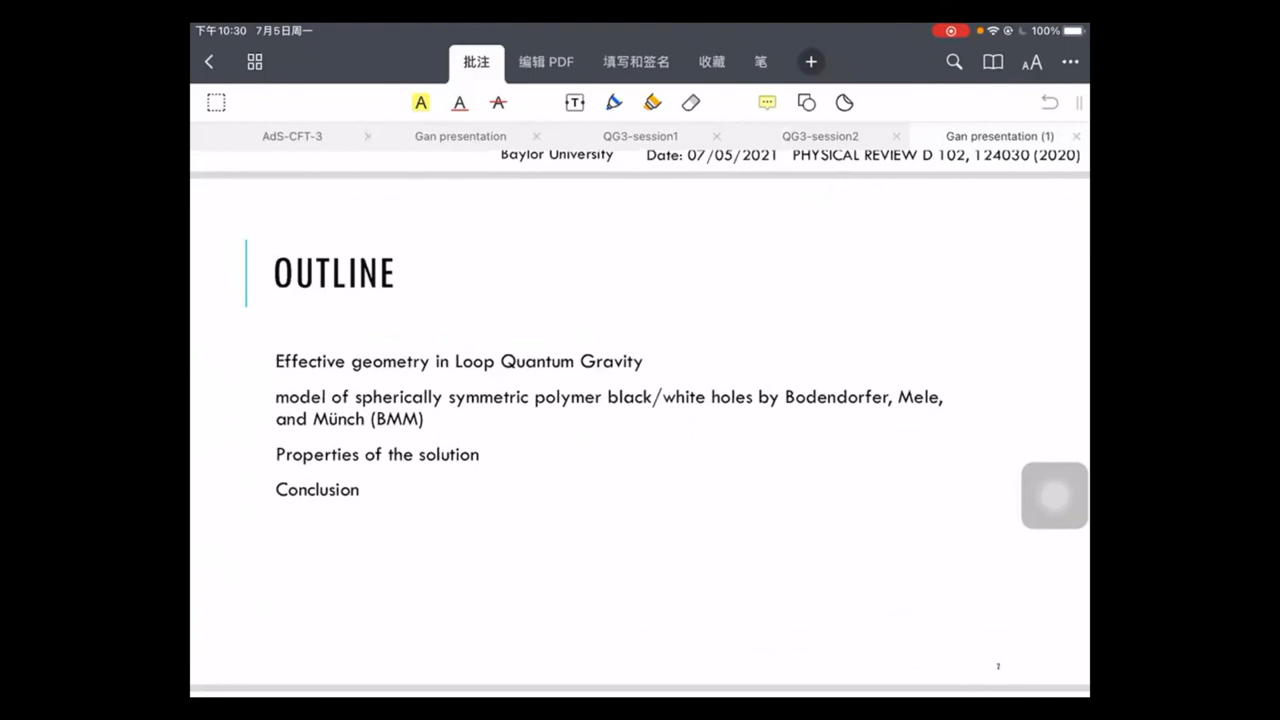 下午10:30 7月5日周一 100%
批注 编辑 PDF 填写和签名 收藏 笔
A A A T AA
AdS-CFT-3 Gan presentation QG3-session1 QG3-session2 Gan presentation (1)
Baylor University Date: 07/05/2021 PHYSICAL REVIEW D 102, 124030 (2020)
OUTLINE
Effective geometry in Loop Quantum Gravity
model of spherically symmetric polymer black/white holes by Bodendorfer, Mele,
and Münch (BMM)
Properties of the solution
Conclusion
2